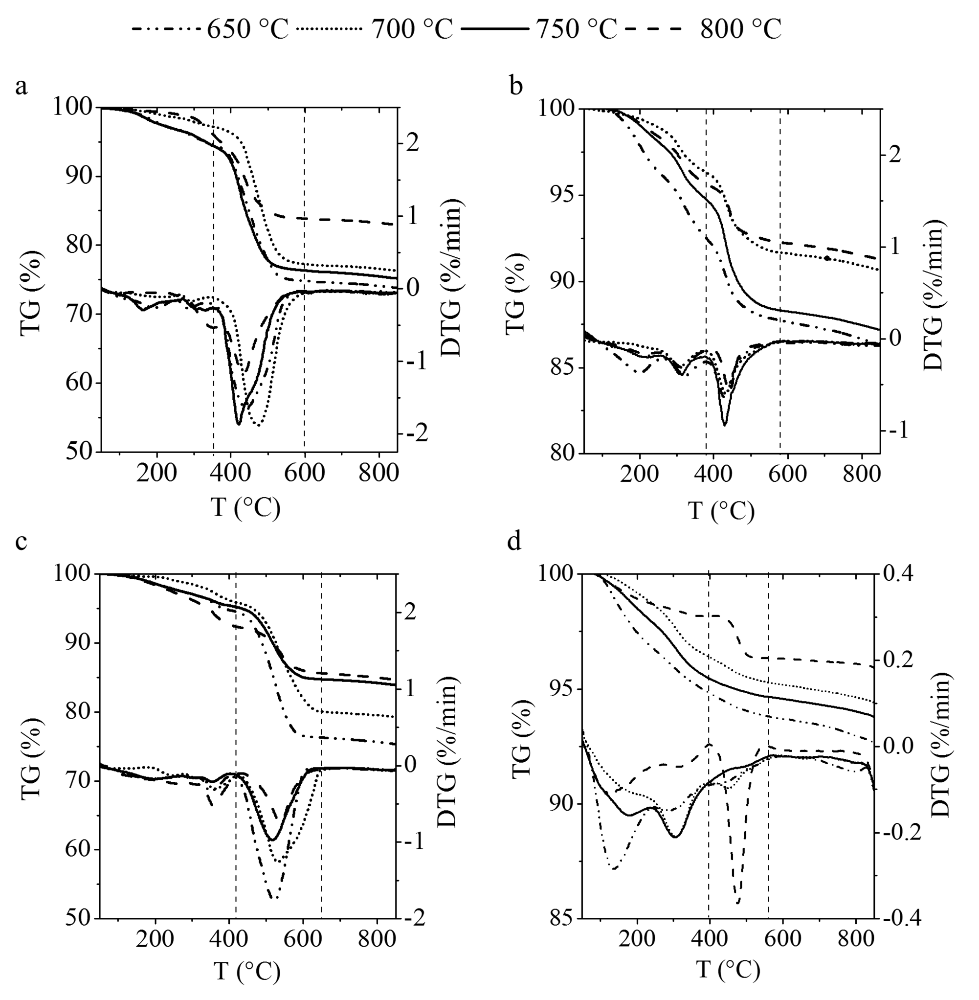 650 °C 700 °C 750 °C 800 °C
a
100
90
80
70
60
50
TG (%)
2
1
0
-1
-2
DTG (%/min)
200 400 600 800
T (°C)
b
100
95
90
85
80
TG (%)
2
1
0
-1
DTG (%/min)
200 400 600 800
T (°C)
c
100
90
80
70
60
50
TG (%)
2
1
0
-1
-2
DTG (%/min)
200 400 600 800
T (°C)
d
100
95
90
85
TG (%)
0.4
0.2
0.0
-0.2
-0.4
DTG (%/min)
200 400 600 800
T (°C)